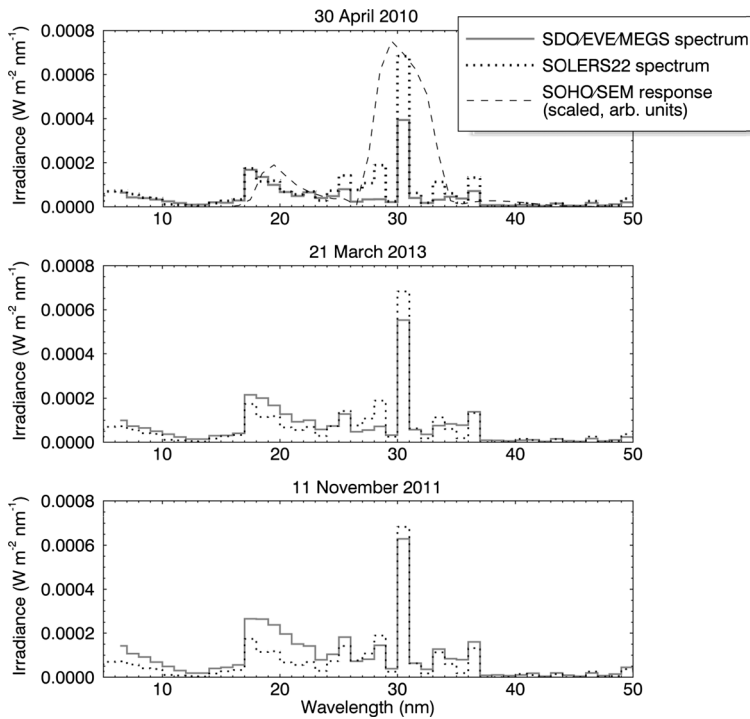 30 April 2010
SDO/EVE/MEGS spectrum
SOLERS22 spectrum
SOHO/SEM response
(scaled, arb. units)
Irradiance (W m-2 nm-1)
0.0008
0.0006
0.0004
0.0002
0.0000
10 20 30 40 50
21 March 2013
Irradiance (W m-2 nm-1)
0.0008
0.0006
0.0004
0.0002
0.0000
10 20 30 40 50
11 November 2011
Irradiance (W m-2 nm-1)
0.0008
0.0006
0.0004
0.0002
0.0000
10 20 30 40 50
Wavelength (nm)